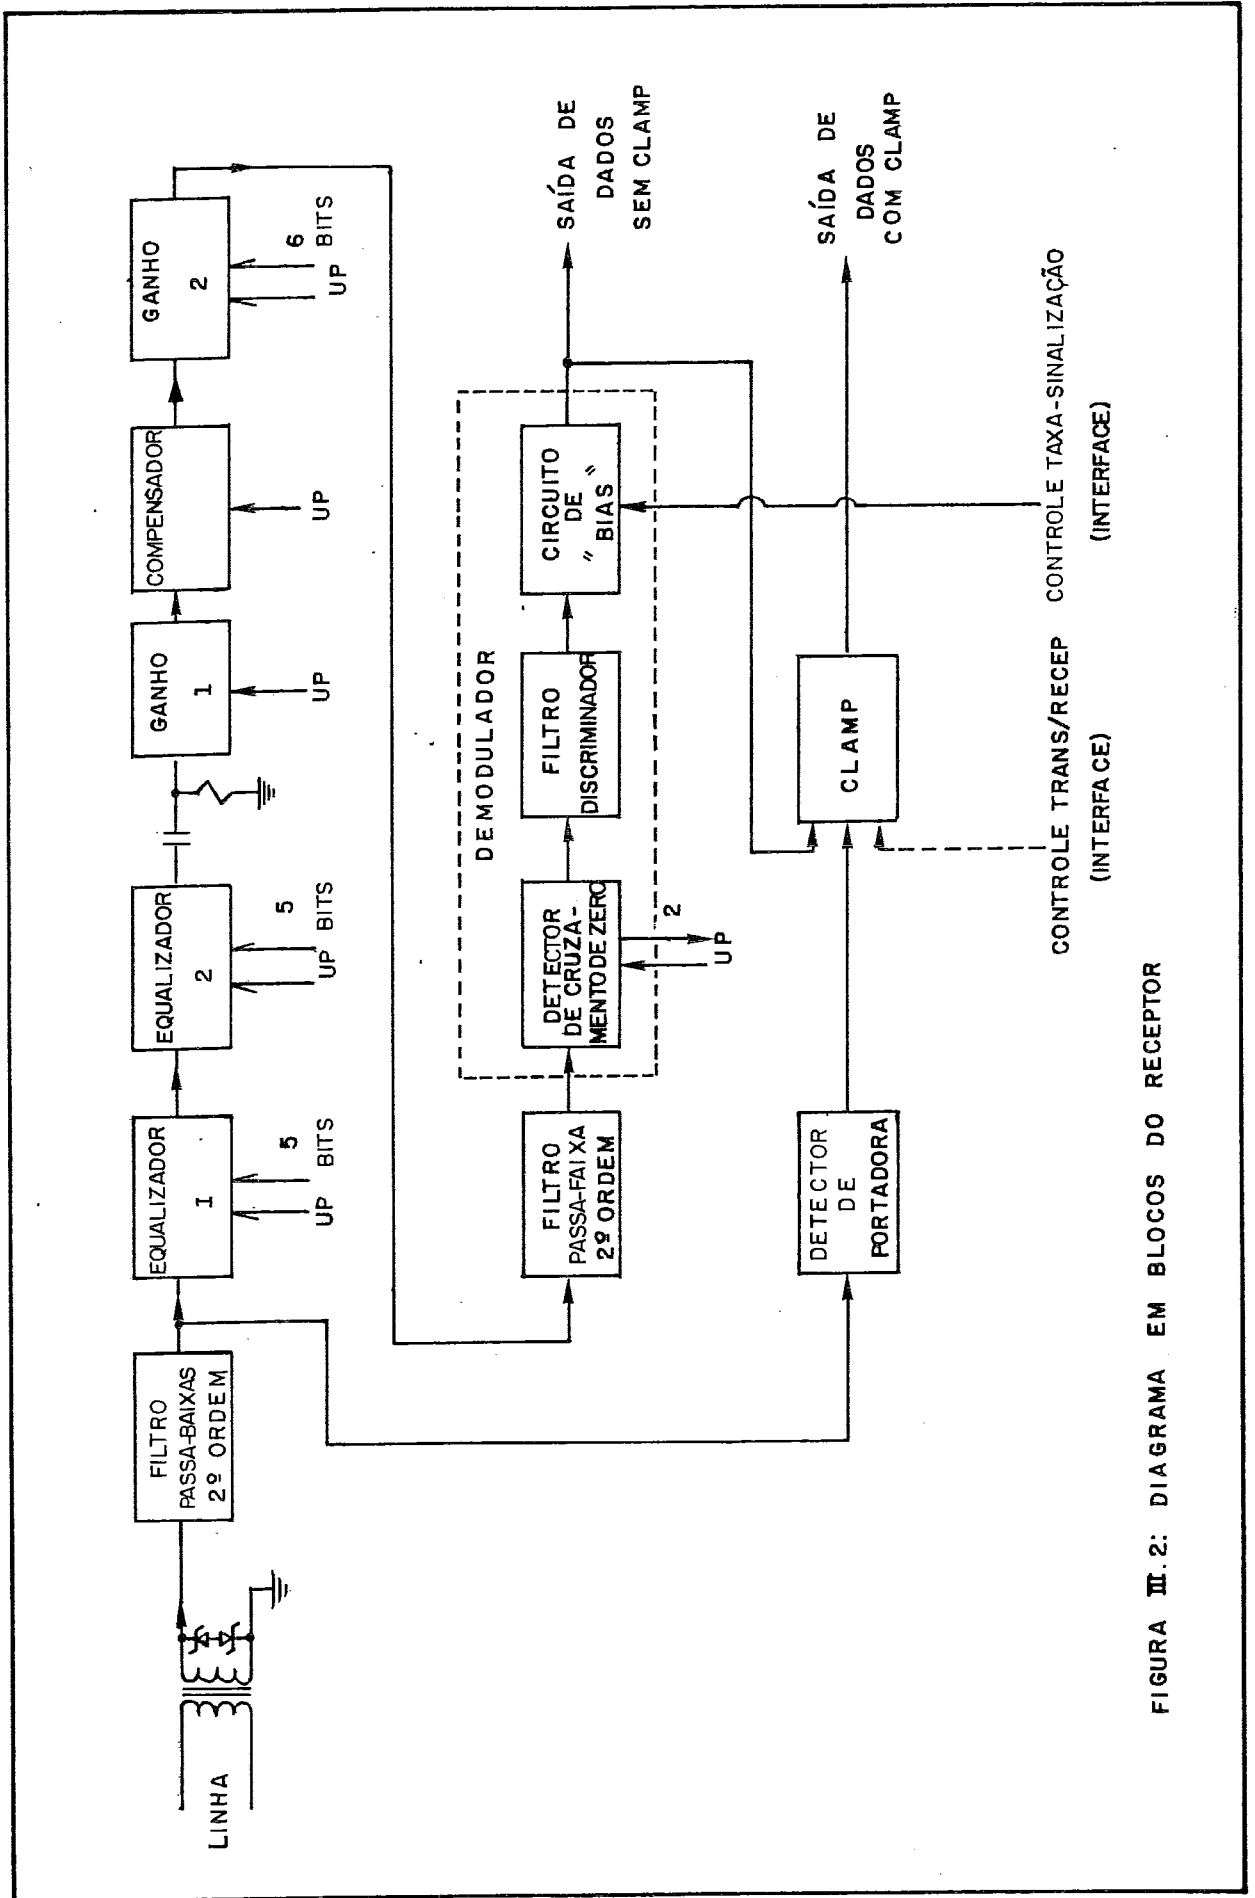 LINHA
FILTRO
PASSA-BAIXAS
2º ORDEM
EQUALIZADOR
1
UP
5
BITS
EQUALIZADOR
2
UP
5
BITS
GANHO
1
UP
COMPENSADOR
UP
GANHO
2
UP
6
BITS
FILTRO
PASSA-FAIXA
2º ORDEM
DEMODULADOR
DETECTOR
DE CRUZA-
MENTO DE ZERO
UP
2
FILTRO
DISCRIMINADOR
CIRCUITO
DE
" BIAS "
SAÍDA DE
DADOS
SEM CLAMP
DETECTOR
DE
PORTADORA
CLAMP
SAÍDA DE
DADOS
COM CLAMP
CONTROLE TRANS/RECEP
(INTERFACE)
CONTROLE TAXA-SINALIZAÇÃO
(INTERFACE)
FIGURA III.2: DIAGRAMA EM BLOCOS DO RECEPTOR